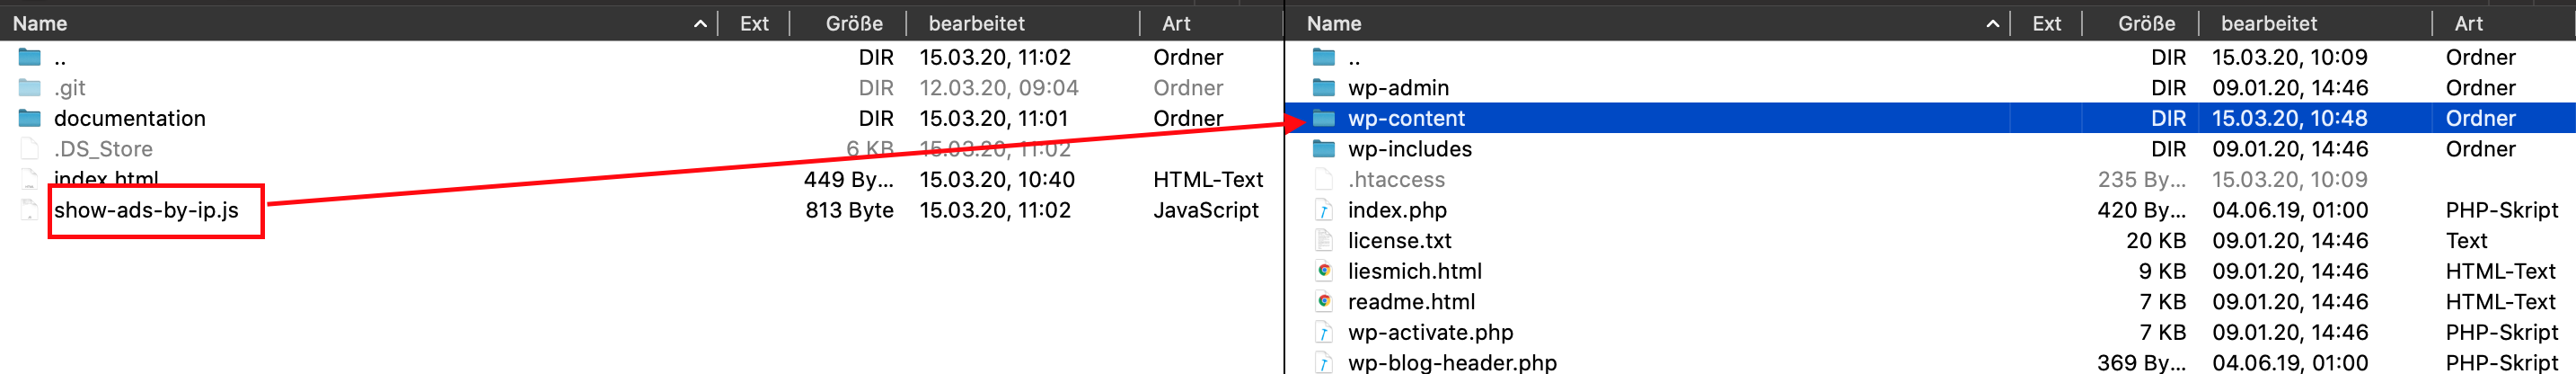 Name Ext Größe bearbeitet Art
.. DIR 15.03.20, 11:02 Ordner
.git DIR 12.03.20, 09:04 Ordner
documentation DIR 15.03.20, 11:01 Ordner
.DS_Store 6 KB 15.03.20, 11:02
index.html 449 By... 15.03.20, 10:40 HTML-Text
show-ads-by-ip.js 813 Byte 15.03.20, 11:02 JavaScript
Name Ext Größe bearbeitet Art
.. DIR 15.03.20, 10:09 Ordner
wp-admin DIR 09.01.20, 14:46 Ordner
wp-content DIR 15.03.20, 10:48 Ordner
wp-includes DIR 09.01.20, 14:46 Ordner
.htaccess 235 By... 15.03.20, 10:09
index.php 420 By... 04.06.19, 01:00 PHP-Skript
license.txt 20 KB 09.01.20, 14:46 Text
liesmich.html 9 KB 09.01.20, 14:46 HTML-Text
readme.html 7 KB 09.01.20, 14:46 HTML-Text
wp-activate.php 7 KB 09.01.20, 14:46 PHP-Skript
wp-blog-header.php 369 By... 04.06.19, 01:00 PHP-Skript